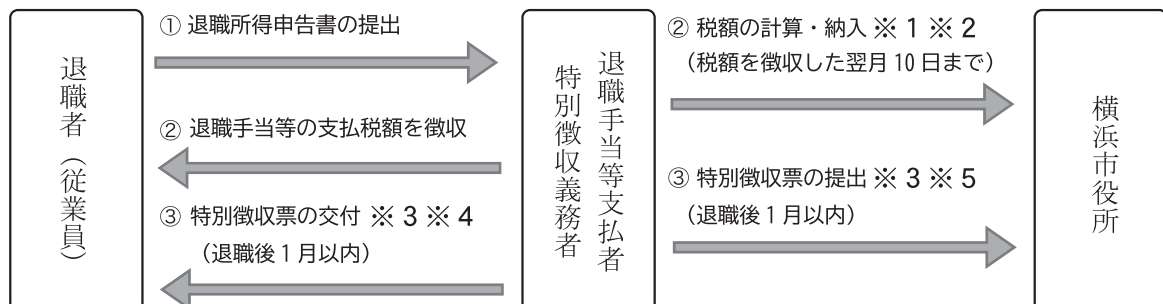 退職者（従業員）
① 退職所得申告書の提出
② 退職手当等の支払税額を徴収
③ 特別徴収票の交付 ※3※4
（退職後1月以内）
退職手当等支払者
特別徴収義務者
② 税額の計算・納入 ※1※2
（税額を徴収した翌月10日まで）
③ 特別徴収票の提出 ※3※5
（退職後1月以内）
横浜市役所